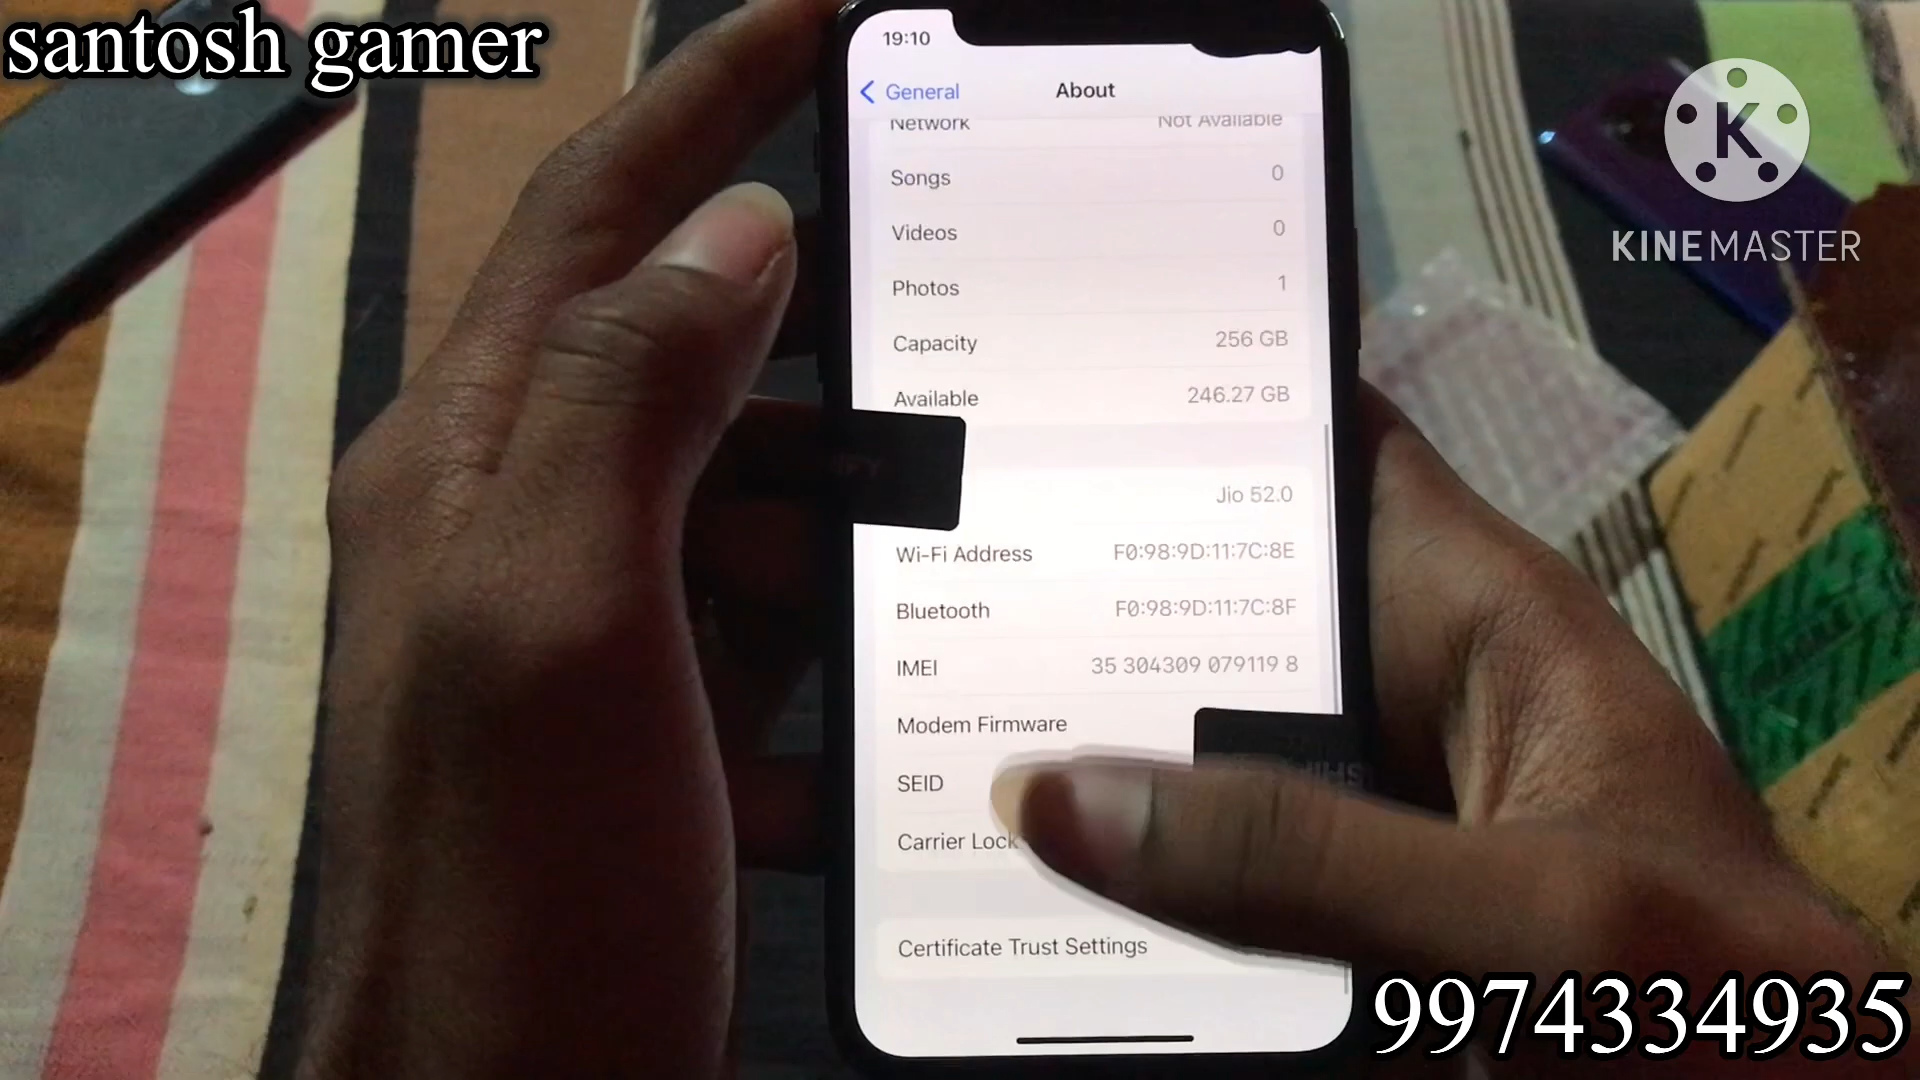 santosh gamer
19:10
General
About
Network
Not Available
Songs
0
Videos
0
Photos
1
Capacity
256 GB
Available
246.27 GB
Jio 52.0
Wi-Fi Address
F0:98:9D:11:7C:8E
Bluetooth
F0:98:9D:11:7C:8F
IMEI
35 304309 079119 8
Modem Firmware
SEID
Carrier Lock
Certificate Trust Settings
K
KINEMASTER
9974334935